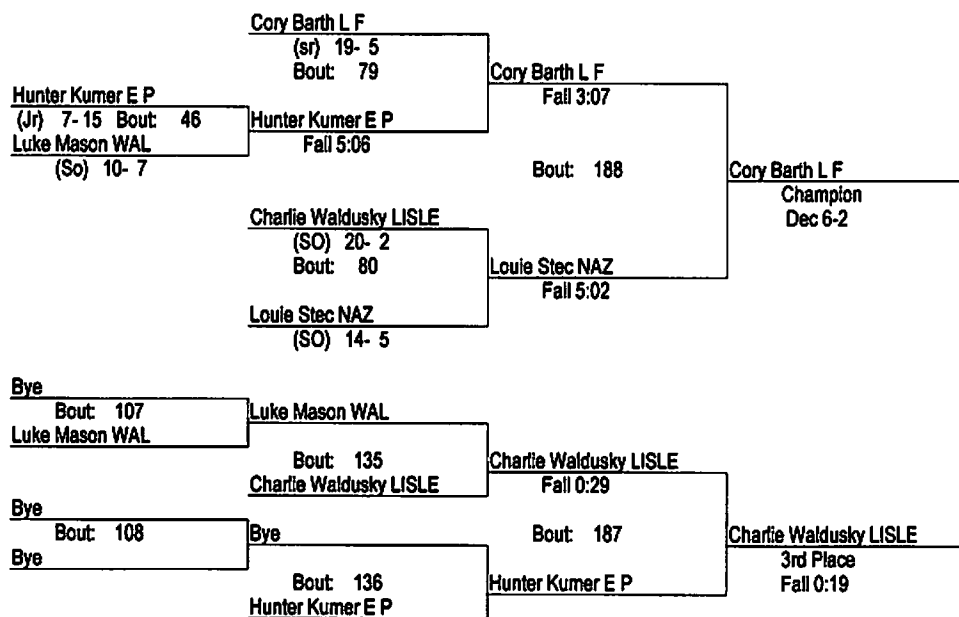 Cory Barth L F
(sr) 19- 5
Bout: 79
Cory Barth L F
Fall 3:07
Hunter Kumer E P
(Jr) 7- 15 Bout: 46
Hunter Kumer E P
Fall 5:06
Luke Mason WAL
(So) 10- 7
Bout: 188
Cory Barth L F
Champion
Dec 6-2
Charlie Waldusky LISLE
(SO) 20- 2
Bout: 80
Louie Stec NAZ
Fall 5:02
Louie Stec NAZ
(SO) 14- 5
Bye
Bout: 107
Luke Mason WAL
Luke Mason WAL
Bout: 135
Charlie Waldusky LISLE
Fall 0:29
Charlie Waldusky LISLE
Bye
Bout: 108
Bye
Bye
Bout: 187
Charlie Waldusky LISLE
3rd Place
Fall 0:19
Bout: 136
Hunter Kumer E P
Hunter Kumer E P